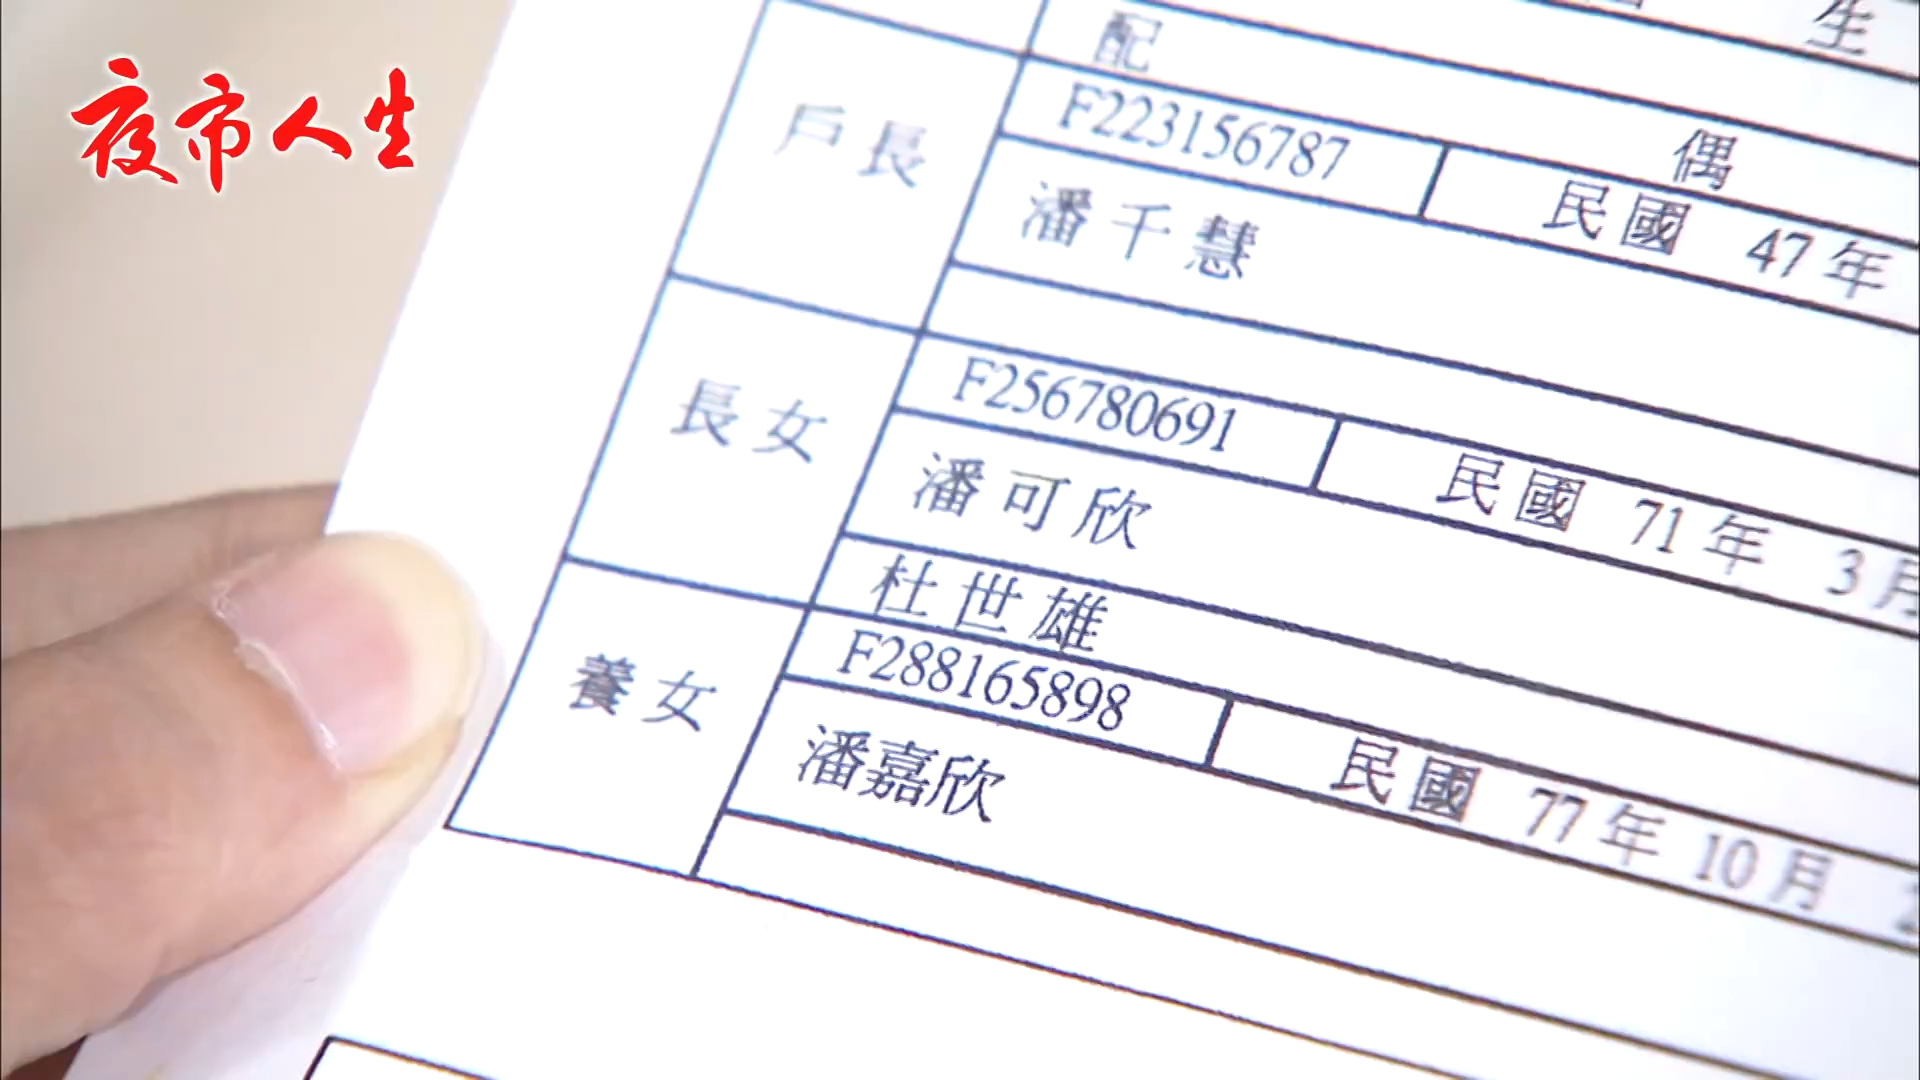 夜市人生
生
配
偶
戶長
F223156787
民國 47年
潘千慧
長女
F256780691
民國 71年 3月
潘可欣
杜世雄
養女
F288165898
民國 77年 10月
潘嘉欣